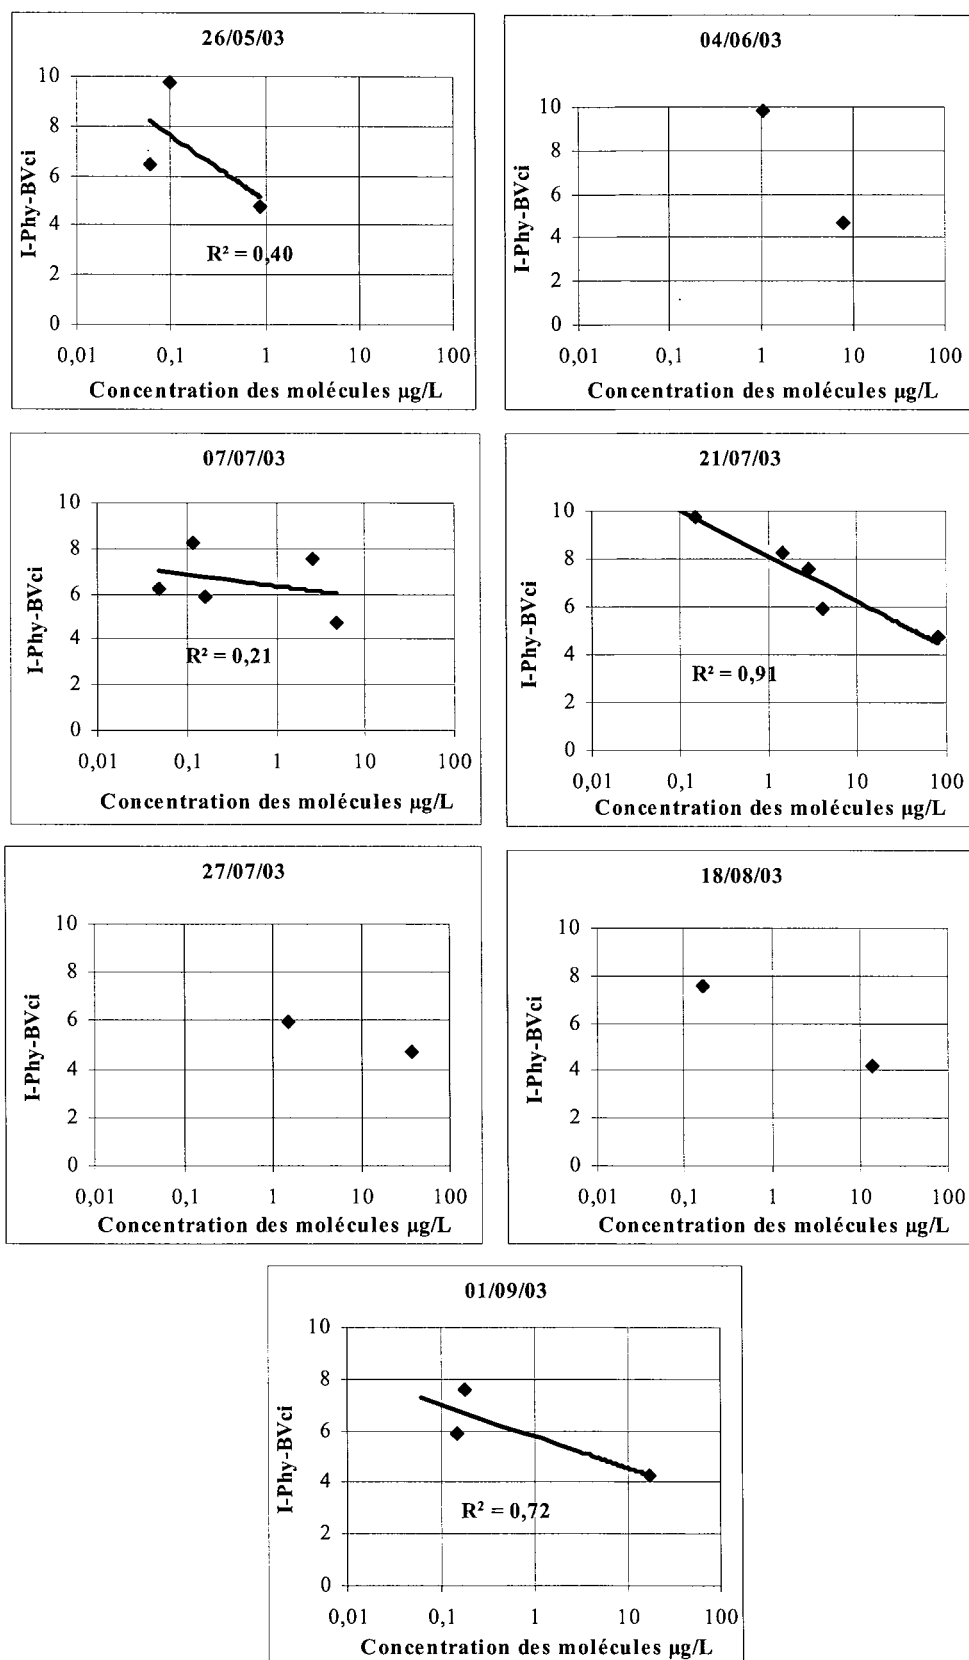 26/05/03
10
8
6
4
2
0
I-Phy-BVci
R² = 0,40
0,01 0,1 1 10 100
Concentration des molécules µg/L
04/06/03
10
8
6
4
2
0
I-Phy-BVci
0,01 0,1 1 10 100
Concentration des molécules µg/L
07/07/03
10
8
6
4
2
0
I-Phy-BVci
R² = 0,21
0,01 0,1 1 10 100
Concentration des molécules µg/L
21/07/03
10
8
6
4
2
0
I-Phy-BVci
R² = 0,91
0,01 0,1 1 10 100
Concentration des molécules µg/L
27/07/03
10
8
6
4
2
0
I-Phy-BVci
0,01 0,1 1 10 100
Concentration des molécules µg/L
18/08/03
10
8
6
4
2
0
I-Phy-BVci
0,01 0,1 1 10 100
Concentration des molécules µg/L
01/09/03
10
8
6
4
2
0
I-Phy-BVci
R² = 0,72
0,01 0,1 1 10 100
Concentration des molécules µg/L